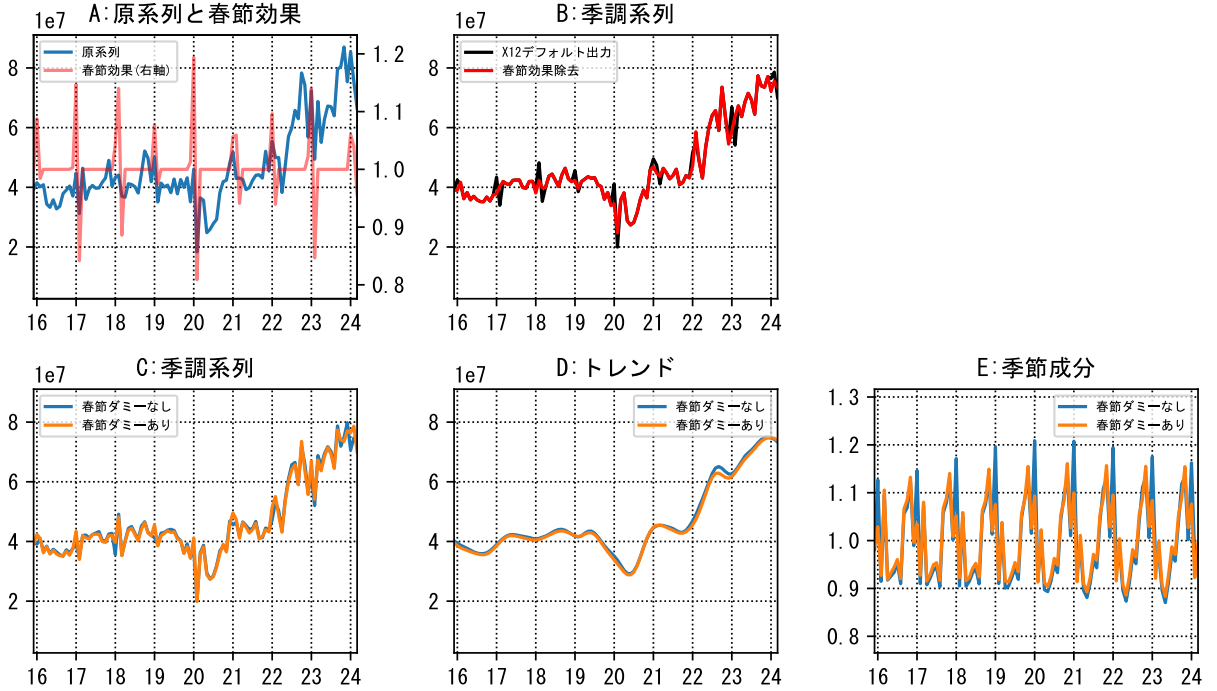 A:原系列と春節効果
1e7
原系列
春節効果(右軸)
8
6
4
2
1.2
1.1
1.0
0.9
0.8
16 17 18 19 20 21 22 23 24
B:季調系列
1e7
X12デフォルト出力
春節効果除去
8
6
4
2
16 17 18 19 20 21 22 23 24
C:季調系列
1e7
春節ダミーなし
春節ダミーあり
8
6
4
2
16 17 18 19 20 21 22 23 24
D:トレンド
1e7
春節ダミーなし
春節ダミーあり
8
6
4
2
16 17 18 19 20 21 22 23 24
E:季節成分
春節ダミーなし
春節ダミーあり
1.3
1.2
1.1
1.0
0.9
0.8
16 17 18 19 20 21 22 23 24